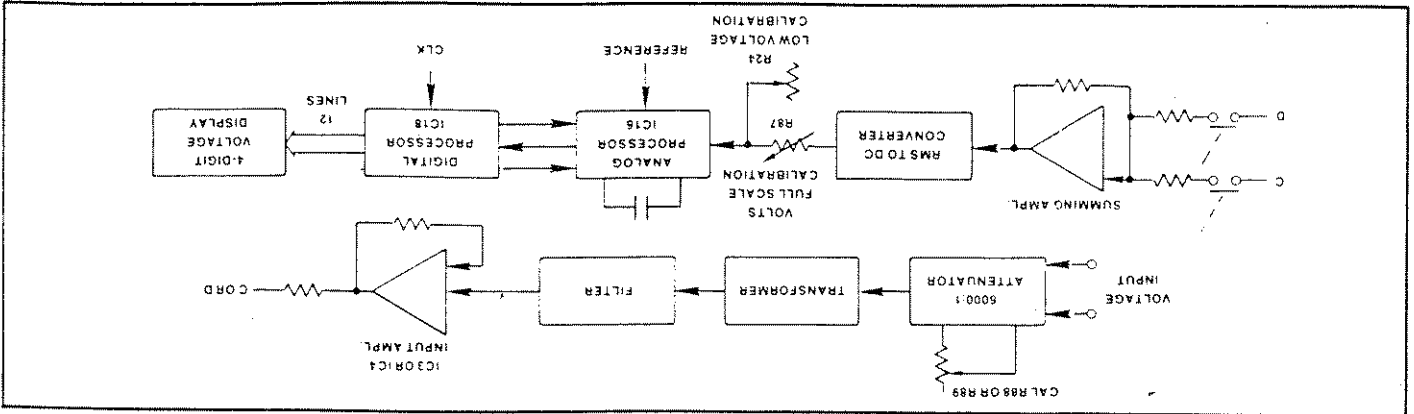 CAL R88 OR R89
IC3 OR IC4
INPUT AMPL.
VOLTAGE
INPUT
6000:1
ATTENUATOR
TRANSFORMER
FILTER
C OR D
SUMMING AMPL.
VOLTS
FULL SCALE
CALIBRATION
C
D
RMS TO DC
CONVERTER
R87
ANALOG
PROCESSOR
IC16
DIGITAL
PROCESSOR
IC18
12
LINES
4-DIGIT
VOLTAGE
DISPLAY
R24
LOW VOLTAGE
CALIBRATION
REFERENCE
CLK